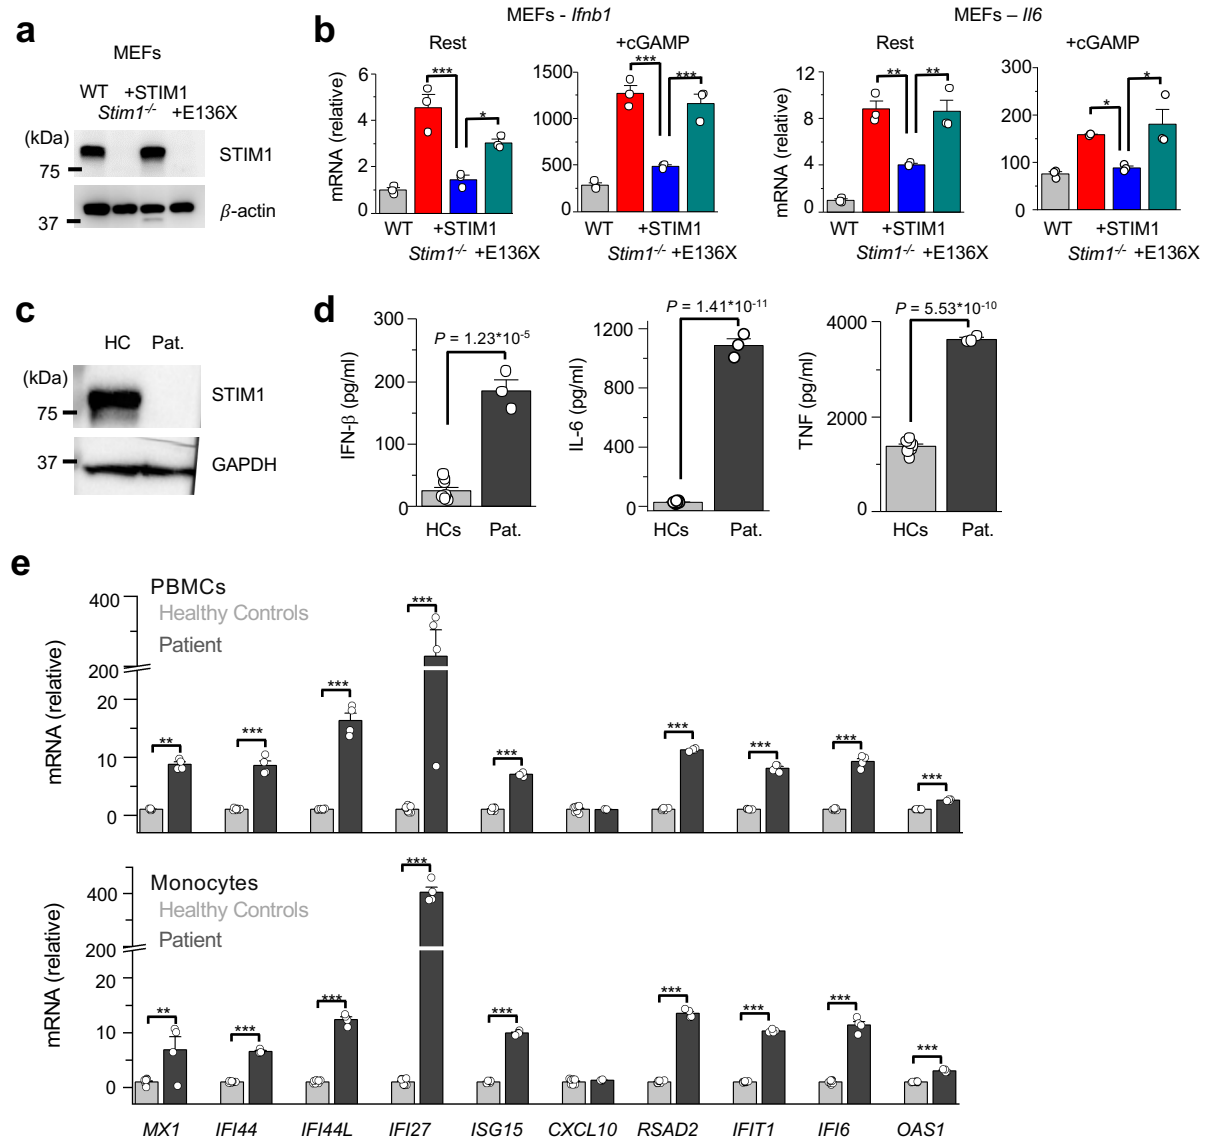 a
MEFs
WT +STIM1
Stim1-/- +E136X
(kDa)
STIM1
75
β-actin
37
b
MEFs - Ifnb1
MEFs – Il6
Rest
+cGAMP
Rest
+cGAMP
mRNA (relative)
6
4
2
0
***
*
WT +STIM1
Stim1-/- +E136X
1500
1000
500
0
***
***
WT +STIM1
Stim1-/- +E136X
mRNA (relative)
12
8
4
0
**
**
WT +STIM1
Stim1-/- +E136X
300
200
100
0
*
*
WT +STIM1
Stim1-/- +E136X
c
HC Pat.
(kDa)
STIM1
75
37
GAPDH
d
IFN-β (pg/ml)
300
200
100
0
P = 1.23*10-5
HCs Pat.
IL-6 (pg/ml)
1200
800
400
0
P = 1.41*10-11
HCs Pat.
TNF (pg/ml)
4000
2000
0
P = 5.53*10-10
HCs Pat.
e
PBMCs
Healthy Controls
Patient
mRNA (relative)
400
200
20
10
0
** *** *** *** *** *** *** *** ***
Monocytes
Healthy Controls
Patient
mRNA (relative)
400
200
20
10
0
** *** *** *** *** *** *** *** ***
MX1 IFI44 IFI44L IFI27 ISG15 CXCL10 RSAD2 IFIT1 IFI6 OAS1